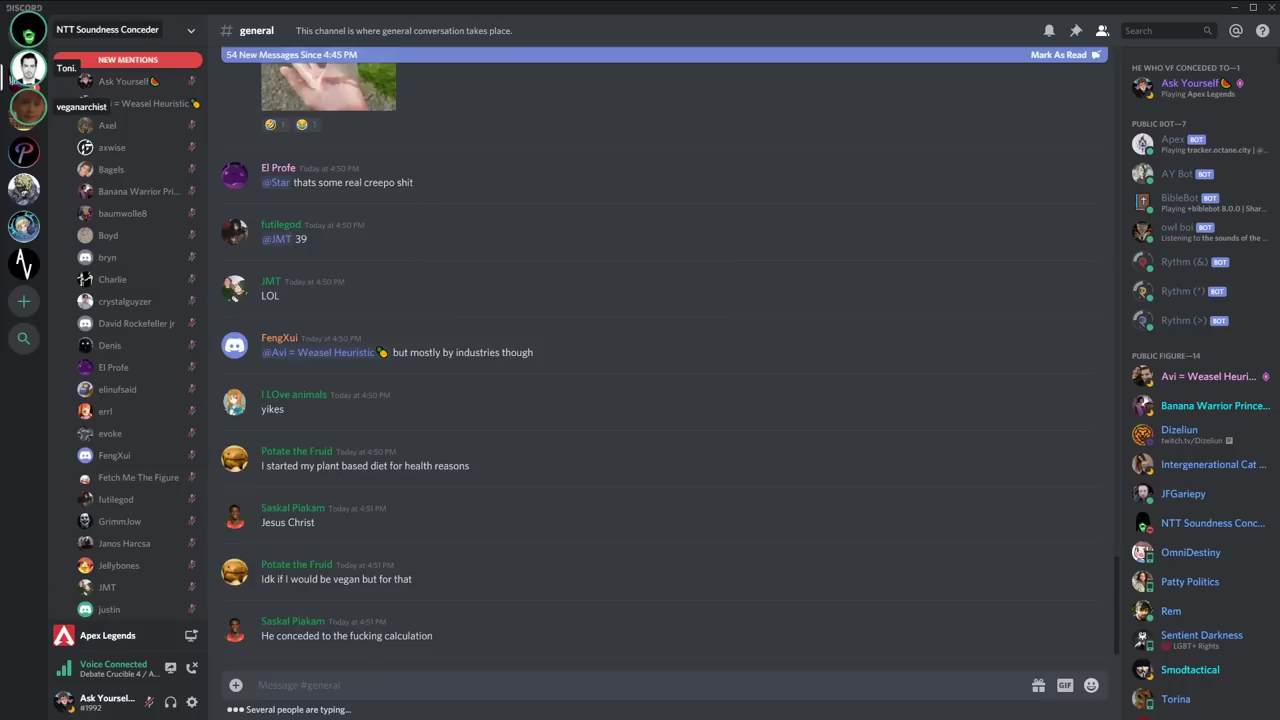 DISCORD
NTT Soundness Conceder
NEW MENTIONS
Toni.
Ask Yourself
veganarchist
= Weasel Heuristic
Axel
axwise
Bagels
Banana Warrior Pri...
baumwolle8
Boyd
bryn
Charlie
crystalguyzer
David Rockefeller jr
Denis
El Profe
elinufsaid
errl
evoke
FengXui
Fetch Me The Figure
futilegod
GrimmJow
Janos Harcsa
Jellybones
JMT
justin
Apex Legends
Voice Connected
Debate Crucible 4 / A...
Ask Yoursel...
#1992
# general
This channel is where general conversation takes place.
Search
54 New Messages Since 4:45 PM
Mark As Read
1 1
El Profe Today at 4:50 PM
@Star thats some real creepo shit
futilegod Today at 4:50 PM
@JMT 39
JMT Today at 4:50 PM
LOL
FengXui Today at 4:50 PM
@Avi = Weasel Heuristic but mostly by industries though
I LOve animals Today at 4:50 PM
yikes
Potate the Fruid Today at 4:50 PM
I started my plant based diet for health reasons
Saskal Piakam Today at 4:51 PM
Jesus Christ
Potate the Fruid Today at 4:51 PM
Idk if I would be vegan but for that
Saskal Piakam Today at 4:51 PM
He conceded to the fucking calculation
Message #general
GIF
Several people are typing...
HE WHO VF CONCEDED TO—1
Ask Yourself
Playing Apex Legends
PUBLIC BOT—7
Apex BOT
Playing tracker.octane.city | @...
AY Bot BOT
BibleBot BOT
Playing +biblebot 8.0.0 | Shar...
owl boi BOT
Listening to the sounds of the ...
Rythm (&) BOT
Rythm (*) BOT
Rythm (>) BOT
PUBLIC FIGURE—14
Avi = Weasel Heuri...
Banana Warrior Prince...
Dizeliun
twitch.tv/Dizeliun
Intergenerational Cat ...
JFGariepy
NTT Soundness Conc...
OmniDestiny
Patty Politics
Rem
Sentient Darkness
LGBT+ Rights
Smodtactical
Torina